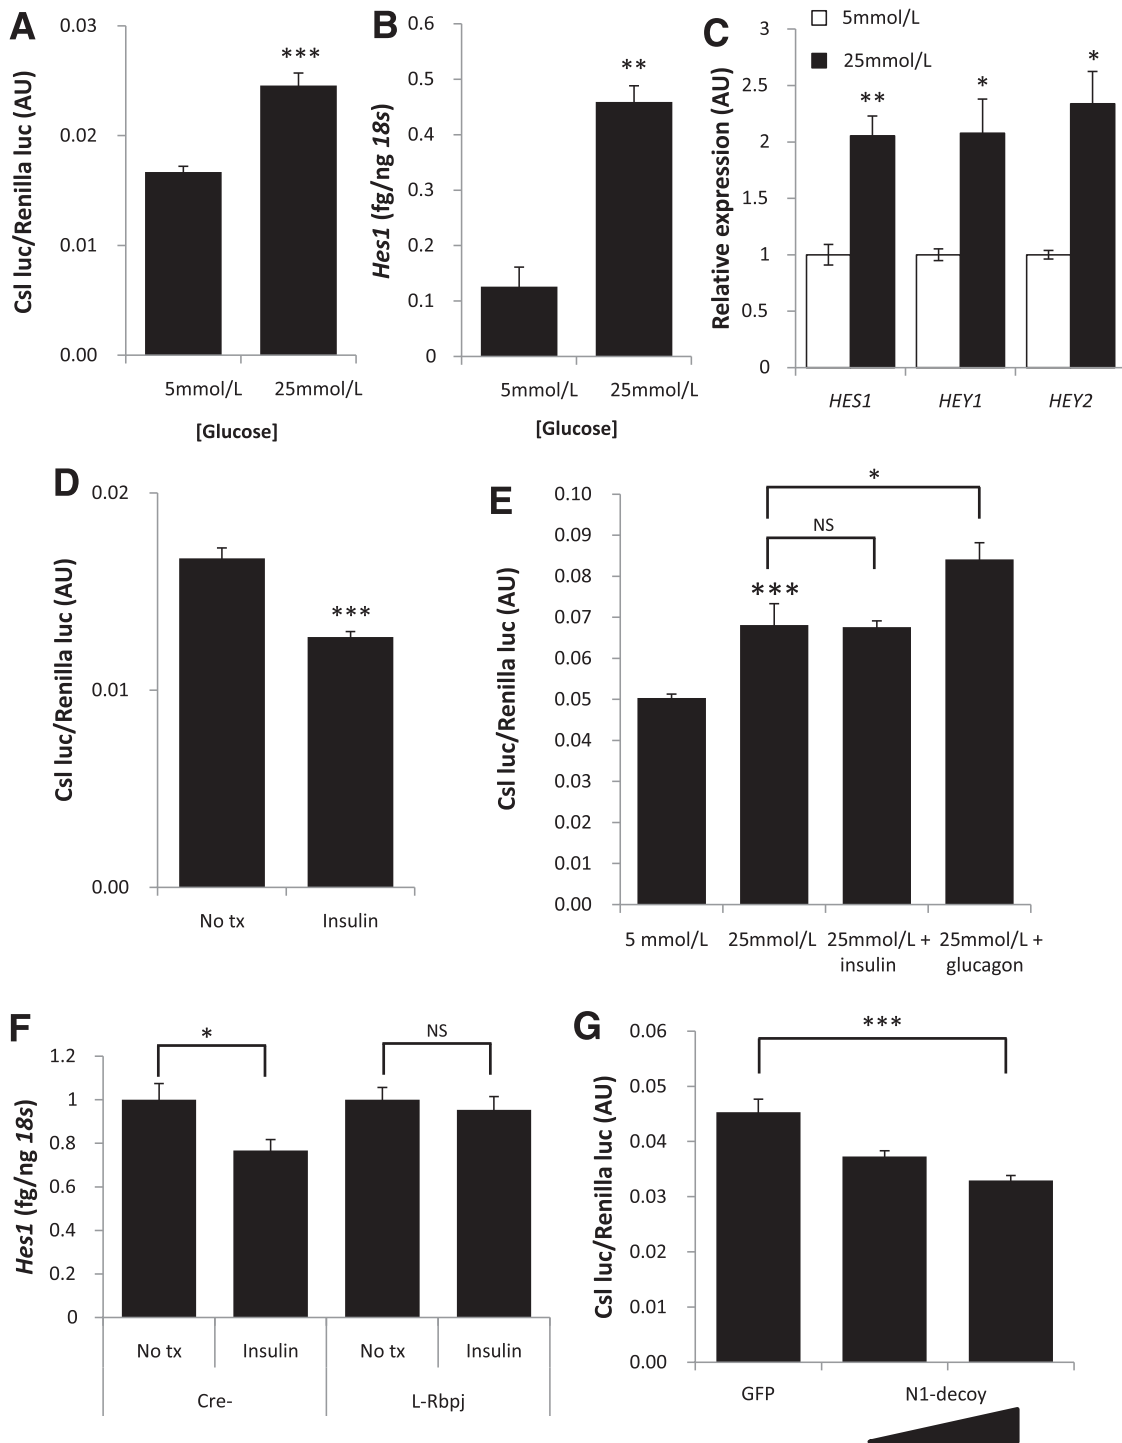 A
Csl luc/Renilla luc (AU)
0.03
0.02
0.01
0.00
***
5mmol/L 25mmol/L
[Glucose]
B
Hes1 (fg/ng 18s)
0.6
0.5
0.4
0.3
0.2
0.1
0
**
5mmol/L 25mmol/L
[Glucose]
C
Relative expression (AU)
5mmol/L
25mmol/L
3
2.5
2
1.5
1
0.5
0
**
*
*
HES1 HEY1 HEY2
D
Csl luc/Renilla luc (AU)
0.02
0.01
0.00
***
No tx Insulin
E
Csl luc/Renilla luc (AU)
0.10
0.09
0.08
0.07
0.06
0.05
0.04
0.03
0.02
0.01
0.00
*
NS
***
5 mmol/L 25mmol/L 25mmol/L + 25mmol/L +
insulin glucagon
F
Hes1 (fg/ng 18s)
1.2
1
0.8
0.6
0.4
0.2
0
*
NS
No tx Insulin No tx Insulin
Cre- L-Rbpj
G
Csl luc/Renilla luc (AU)
0.06
0.05
0.04
0.03
0.02
0.01
0.00
***
GFP N1-decoy